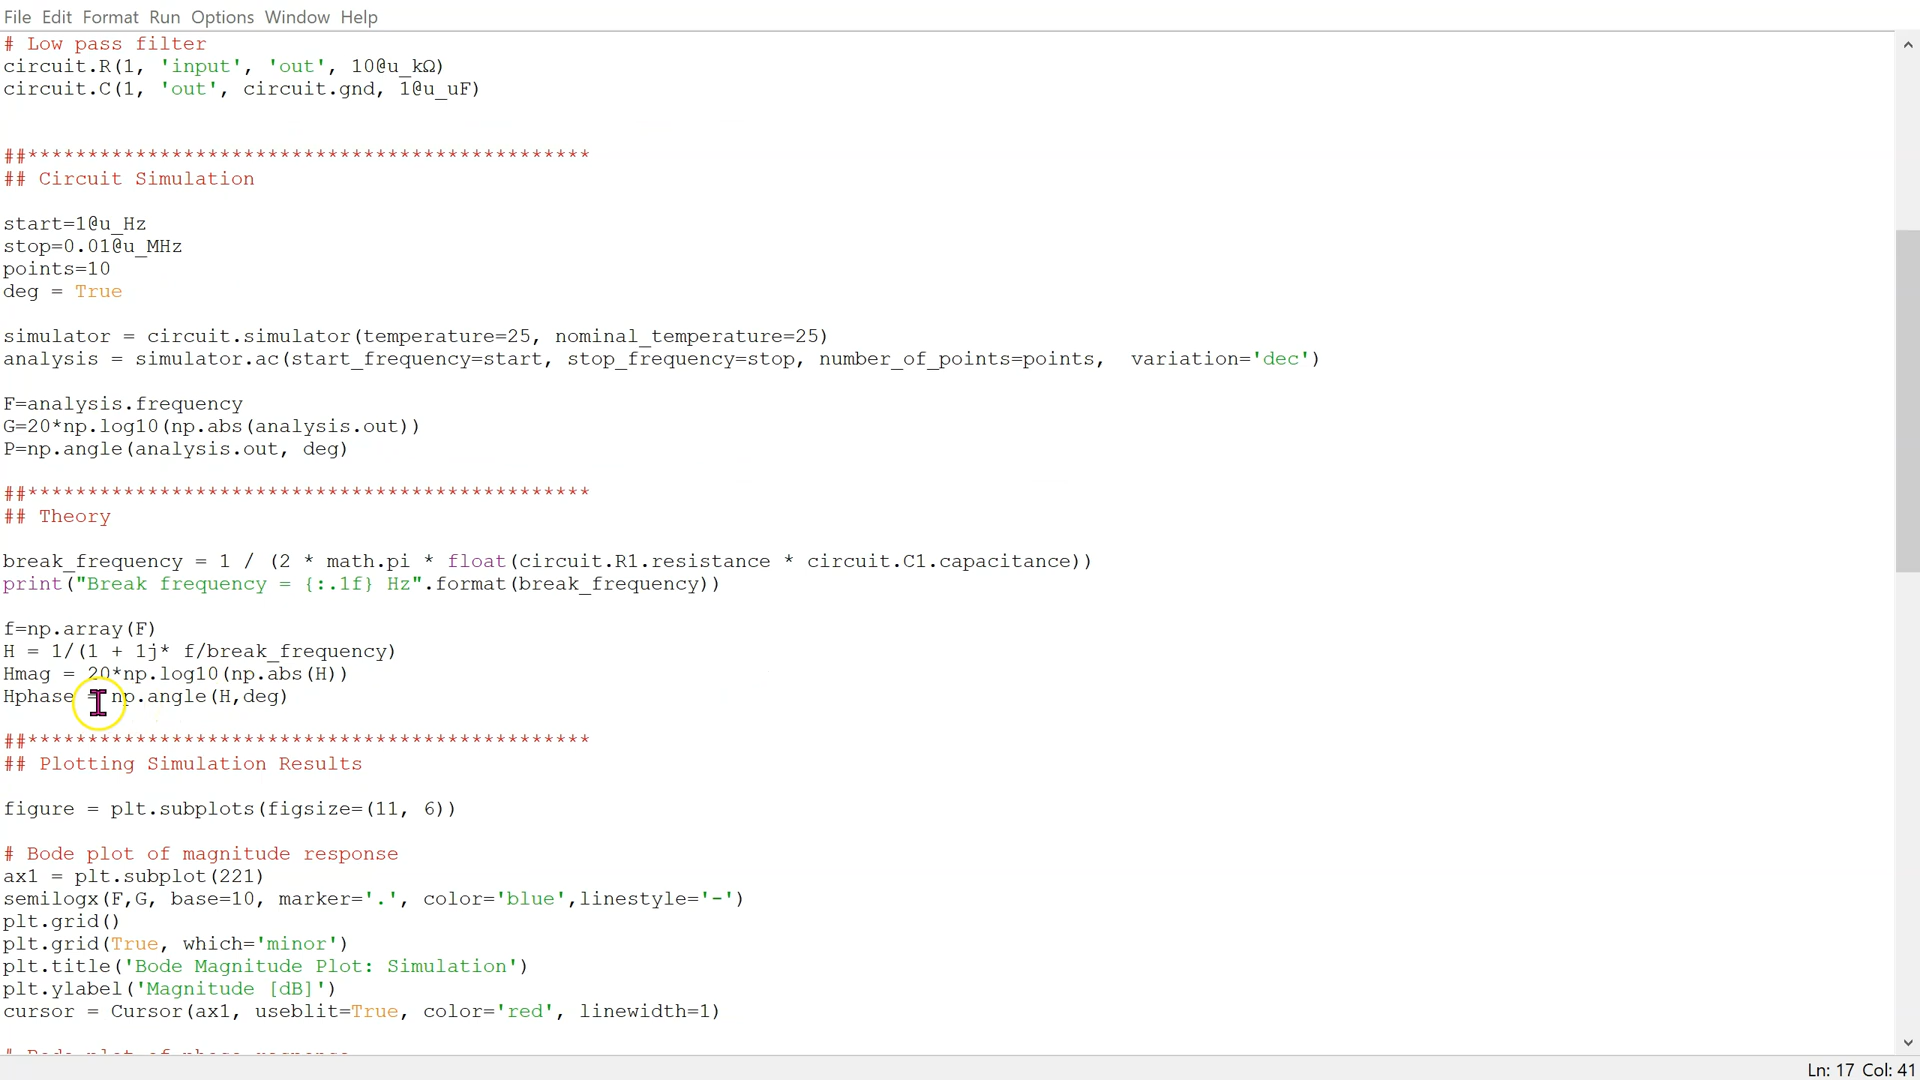 File Edit Format Run Options Window Help
# Low pass filter
circuit.R(1, 'input', 'out', 10@u_kΩ)
circuit.C(1, 'out', circuit.gnd, 1@u_uF)
##***********************************************
## Circuit Simulation
start=1@u_Hz
stop=0.01@u_MHz
points=10
deg = True
simulator = circuit.simulator(temperature=25, nominal_temperature=25)
analysis = simulator.ac(start_frequency=start, stop_frequency=stop, number_of_points=points,  variation='dec')
F=analysis.frequency
G=20*np.log10(np.abs(analysis.out))
P=np.angle(analysis.out, deg)
##***********************************************
## Theory
break_frequency = 1 / (2 * math.pi * float(circuit.R1.resistance * circuit.C1.capacitance))
print("Break frequency = {:.1f} Hz".format(break_frequency))
f=np.array(F)
H = 1/(1 + 1j* f/break_frequency)
Hmag = 20*np.log10(np.abs(H))
Hphase = np.angle(H,deg)
##***********************************************
## Plotting Simulation Results
figure = plt.subplots(figsize=(11, 6))
# Bode plot of magnitude response
ax1 = plt.subplot(221)
semilogx(F,G, base=10, marker='.', color='blue',linestyle='-')
plt.grid()
plt.grid(True, which='minor')
plt.title('Bode Magnitude Plot: Simulation')
plt.ylabel('Magnitude [dB]')
cursor = Cursor(ax1, useblit=True, color='red', linewidth=1)
# Bode plot of phase response
Ln: 17 Col: 41